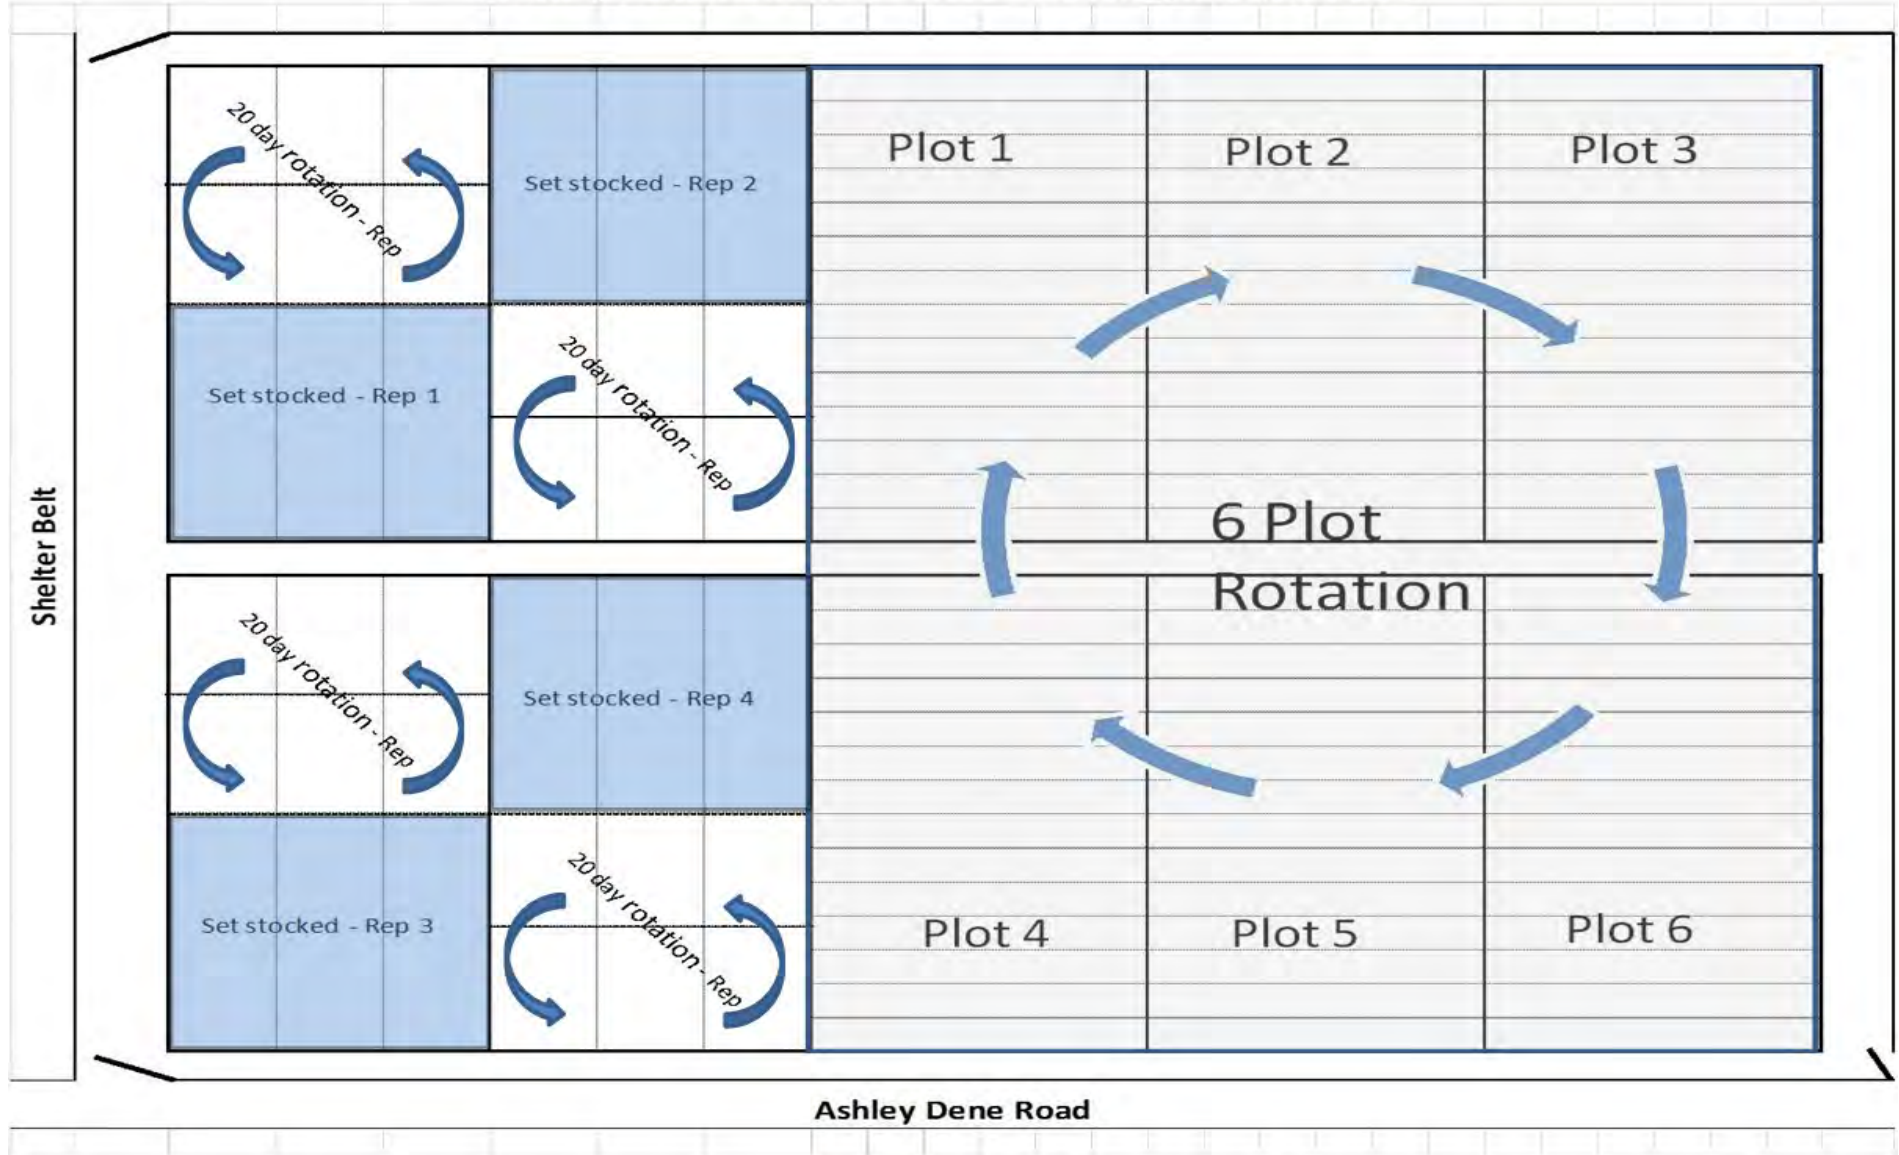 20 day rotation - Rep
Set stocked - Rep 2
Plot 1
Plot 2
Plot 3
Set stocked - Rep 1
20 day rotation - Rep
6 Plot
Rotation
Shelter Belt
20 day rotation - Rep
Set stocked - Rep 4
Set stocked - Rep 3
20 day rotation - Rep
Plot 4
Plot 5
Plot 6
Ashley Dene Road